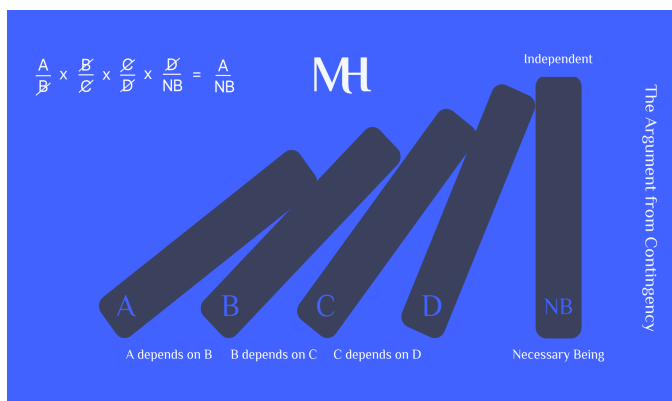 A/B x B/C x C/D x D/NB = A/NB
MH
Independent
The Argument from Contingency
A
B
C
D
NB
A depends on B
B depends on C
C depends on D
Necessary Being